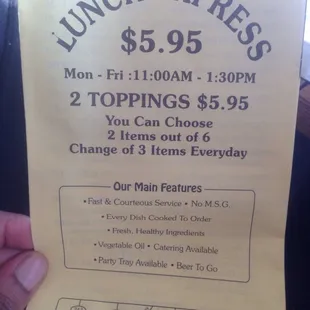 LUNCH EXPRESS
$5.95
Mon - Fri :11:00AM - 1:30PM
2 TOPPINGS $5.95
You Can Choose
2 Items out of 6
Change of 3 Items Everyday
Our Main Features
• Fast & Courteous Service • No M.S.G.
• Every Dish Cooked To Order
• Fresh, Healthy Ingredients
• Vegetable Oil • Catering Available
• Party Tray Available • Beer To Go